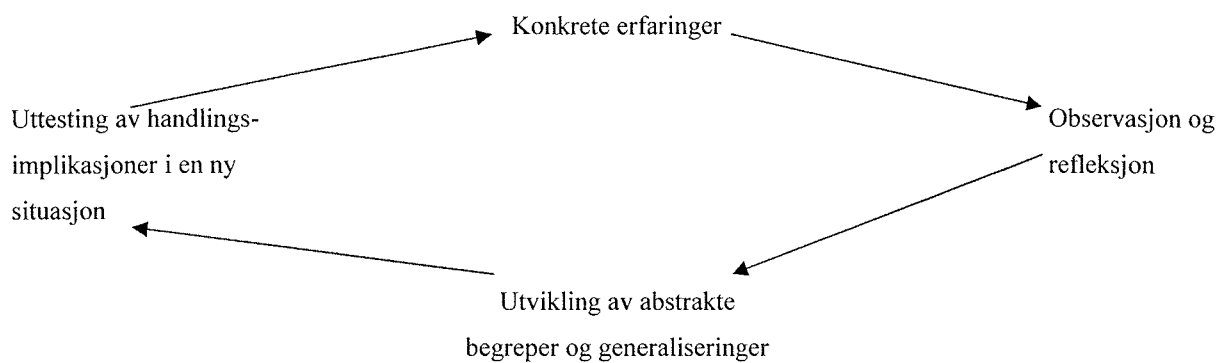 Konkrete erfaringer
Observasjon og
refleksjon
Utvikling av abstrakte
begreper og generaliseringer
Uttesting av handlings-
implikasjoner i en ny
situasjon